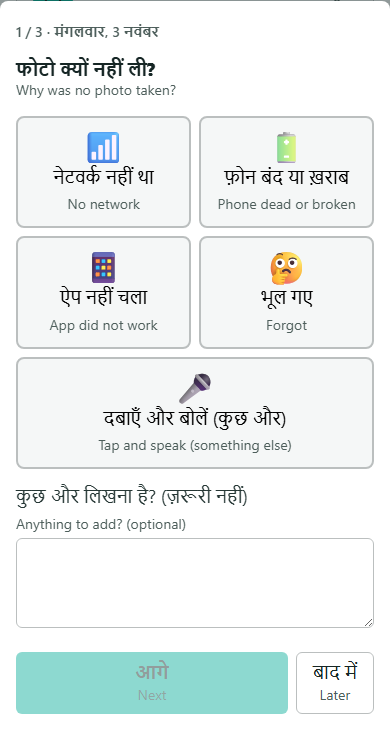 1 / 3 · मंगलवार, 3 नवंबर
फोटो क्यों नहीं ली?
Why was no photo taken?
नेटवर्क नहीं था
No network
फ़ोन बंद या ख़राब
Phone dead or broken
ऐप नहीं चला
App did not work
भूल गए
Forgot
दबाएँ और बोलें (कुछ और)
Tap and speak (something else)
कुछ और लिखना है? (ज़रूरी नहीं)
Anything to add? (optional)
आगे
Next
बाद में
Later